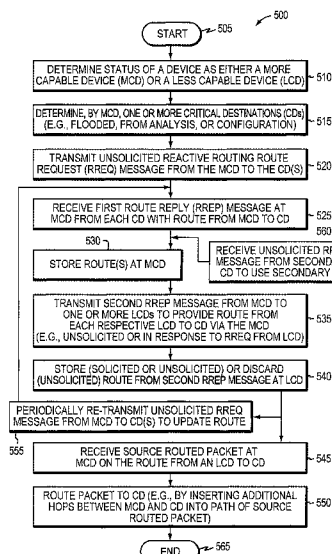 500
START
505
DETERMINE STATUS OF A DEVICE AS EITHER A MORE
CAPABLE DEVICE (MCD) OR A LESS CAPABLE DEVICE (LCD)
510
DETERMINE, BY MCD, ONE OR MORE CRITICAL DESTINATIONS (CDs)
(E.G., FLOODED, FROM ANALYSIS, OR CONFIGURATION)
515
TRANSMIT UNSOLICITED REACTIVE ROUTING ROUTE
REQUEST (RREQ) MESSAGE FROM THE MCD TO THE CD(S)
520
RECEIVE FIRST ROUTE REPLY (RREP) MESSAGE AT
MCD FROM EACH CD WITH ROUTE FROM MCD TO CD
525
560
530
STORE ROUTE(S) AT MCD
RECEIVE UNSOLICITED RR
MESSAGE FROM SECOND
CD TO USE SECONDARY
TRANSMIT SECOND RREP MESSAGE FROM MCD TO
ONE OR MORE LCDs TO PROVIDE ROUTE FROM
EACH RESPECTIVE LCD TO CD VIA THE MCD
(E.G., UNSOLICITED OR IN RESPONSE TO RREQ FROM LCD)
535
STORE (SOLICITED OR UNSOLICITED) OR DISCARD
(UNSOLICITED) ROUTE FROM SECOND RREP MESSAGE AT LCD
540
PERIODICALLY RE-TRANSMIT UNSOLICITED RREQ
MESSAGE FROM MCD TO CD(S) TO UPDATE ROUTE
555
RECEIVE SOURCE ROUTED PACKET AT
MCD ON THE ROUTE FROM AN LCD TO CD
545
ROUTE PACKET TO CD (E.G., BY INSERTING ADDITIONAL
HOPS BETWEEN MCD AND CD INTO PATH OF SOURCE
ROUTED PACKET)
550
END
565